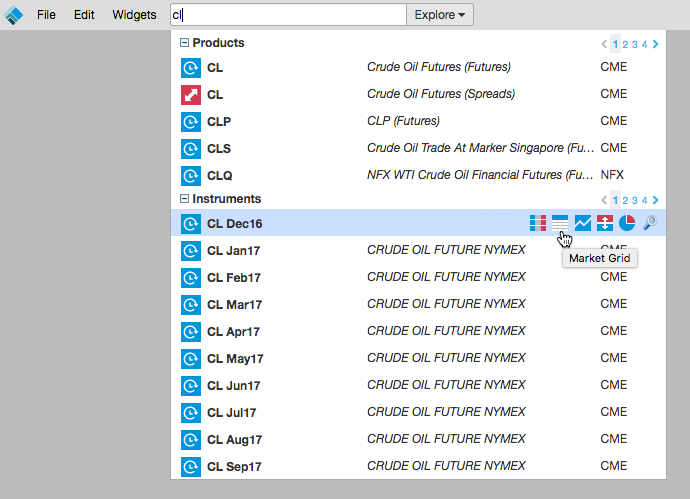 File Edit Widgets cl Explore
Products 1 2 3 4
CL Crude Oil Futures (Futures) CME
CL Crude Oil Futures (Spreads) CME
CLP CLP (Futures) CME
CLS Crude Oil Trade At Marker Singapore (Fu... CME
CLQ NFX WTI Crude Oil Financial Futures (Fu... NFX
Instruments 1 2 3 4
CL Dec16
CL Jan17 CRUDE OIL FUTURE NYMEX CME
Market Grid
CL Feb17 CRUDE OIL FUTURE NYMEX CME
CL Mar17 CRUDE OIL FUTURE NYMEX CME
CL Apr17 CRUDE OIL FUTURE NYMEX CME
CL May17 CRUDE OIL FUTURE NYMEX CME
CL Jun17 CRUDE OIL FUTURE NYMEX CME
CL Jul17 CRUDE OIL FUTURE NYMEX CME
CL Aug17 CRUDE OIL FUTURE NYMEX CME
CL Sep17 CRUDE OIL FUTURE NYMEX CME